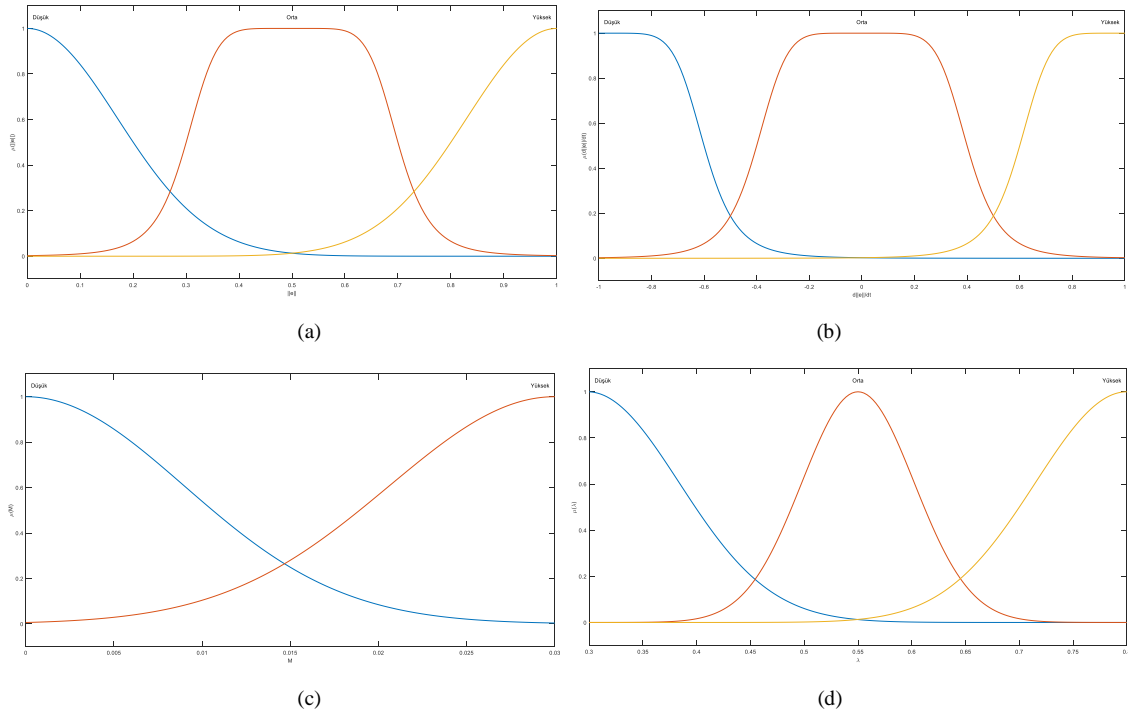 Düşük Orta Yüksek
1
0.8
0.6
0.4
0.2
0
μ(||e||)
0 0.1 0.2 0.3 0.4 0.5 0.6 0.7 0.8 0.9 1
||e||
(a)
Düşük Orta Yüksek
1
0.8
0.6
0.4
0.2
0
μ(d||e||/dt)
-1 -0.8 -0.6 -0.4 -0.2 0 0.2 0.4 0.6 0.8 1
d||e||/dt
(b)
Düşük Yüksek
1
0.8
0.6
0.4
0.2
0
μ(M)
0 0.005 0.01 0.015 0.02 0.025 0.03
M
(c)
Düşük Orta Yüksek
1
0.8
0.6
0.4
0.2
0
μ(λ)
0.3 0.35 0.4 0.45 0.5 0.55 0.6 0.65 0.7 0.75
λ
(d)